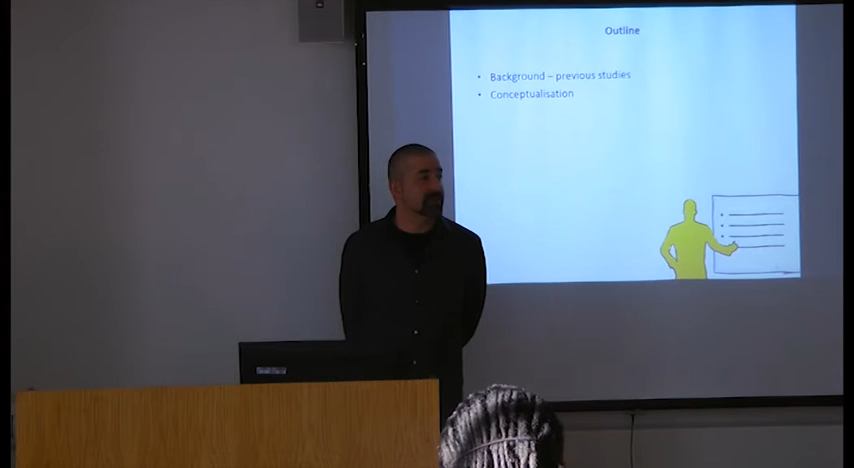 Outline
• Background – previous studies
• Conceptualisation